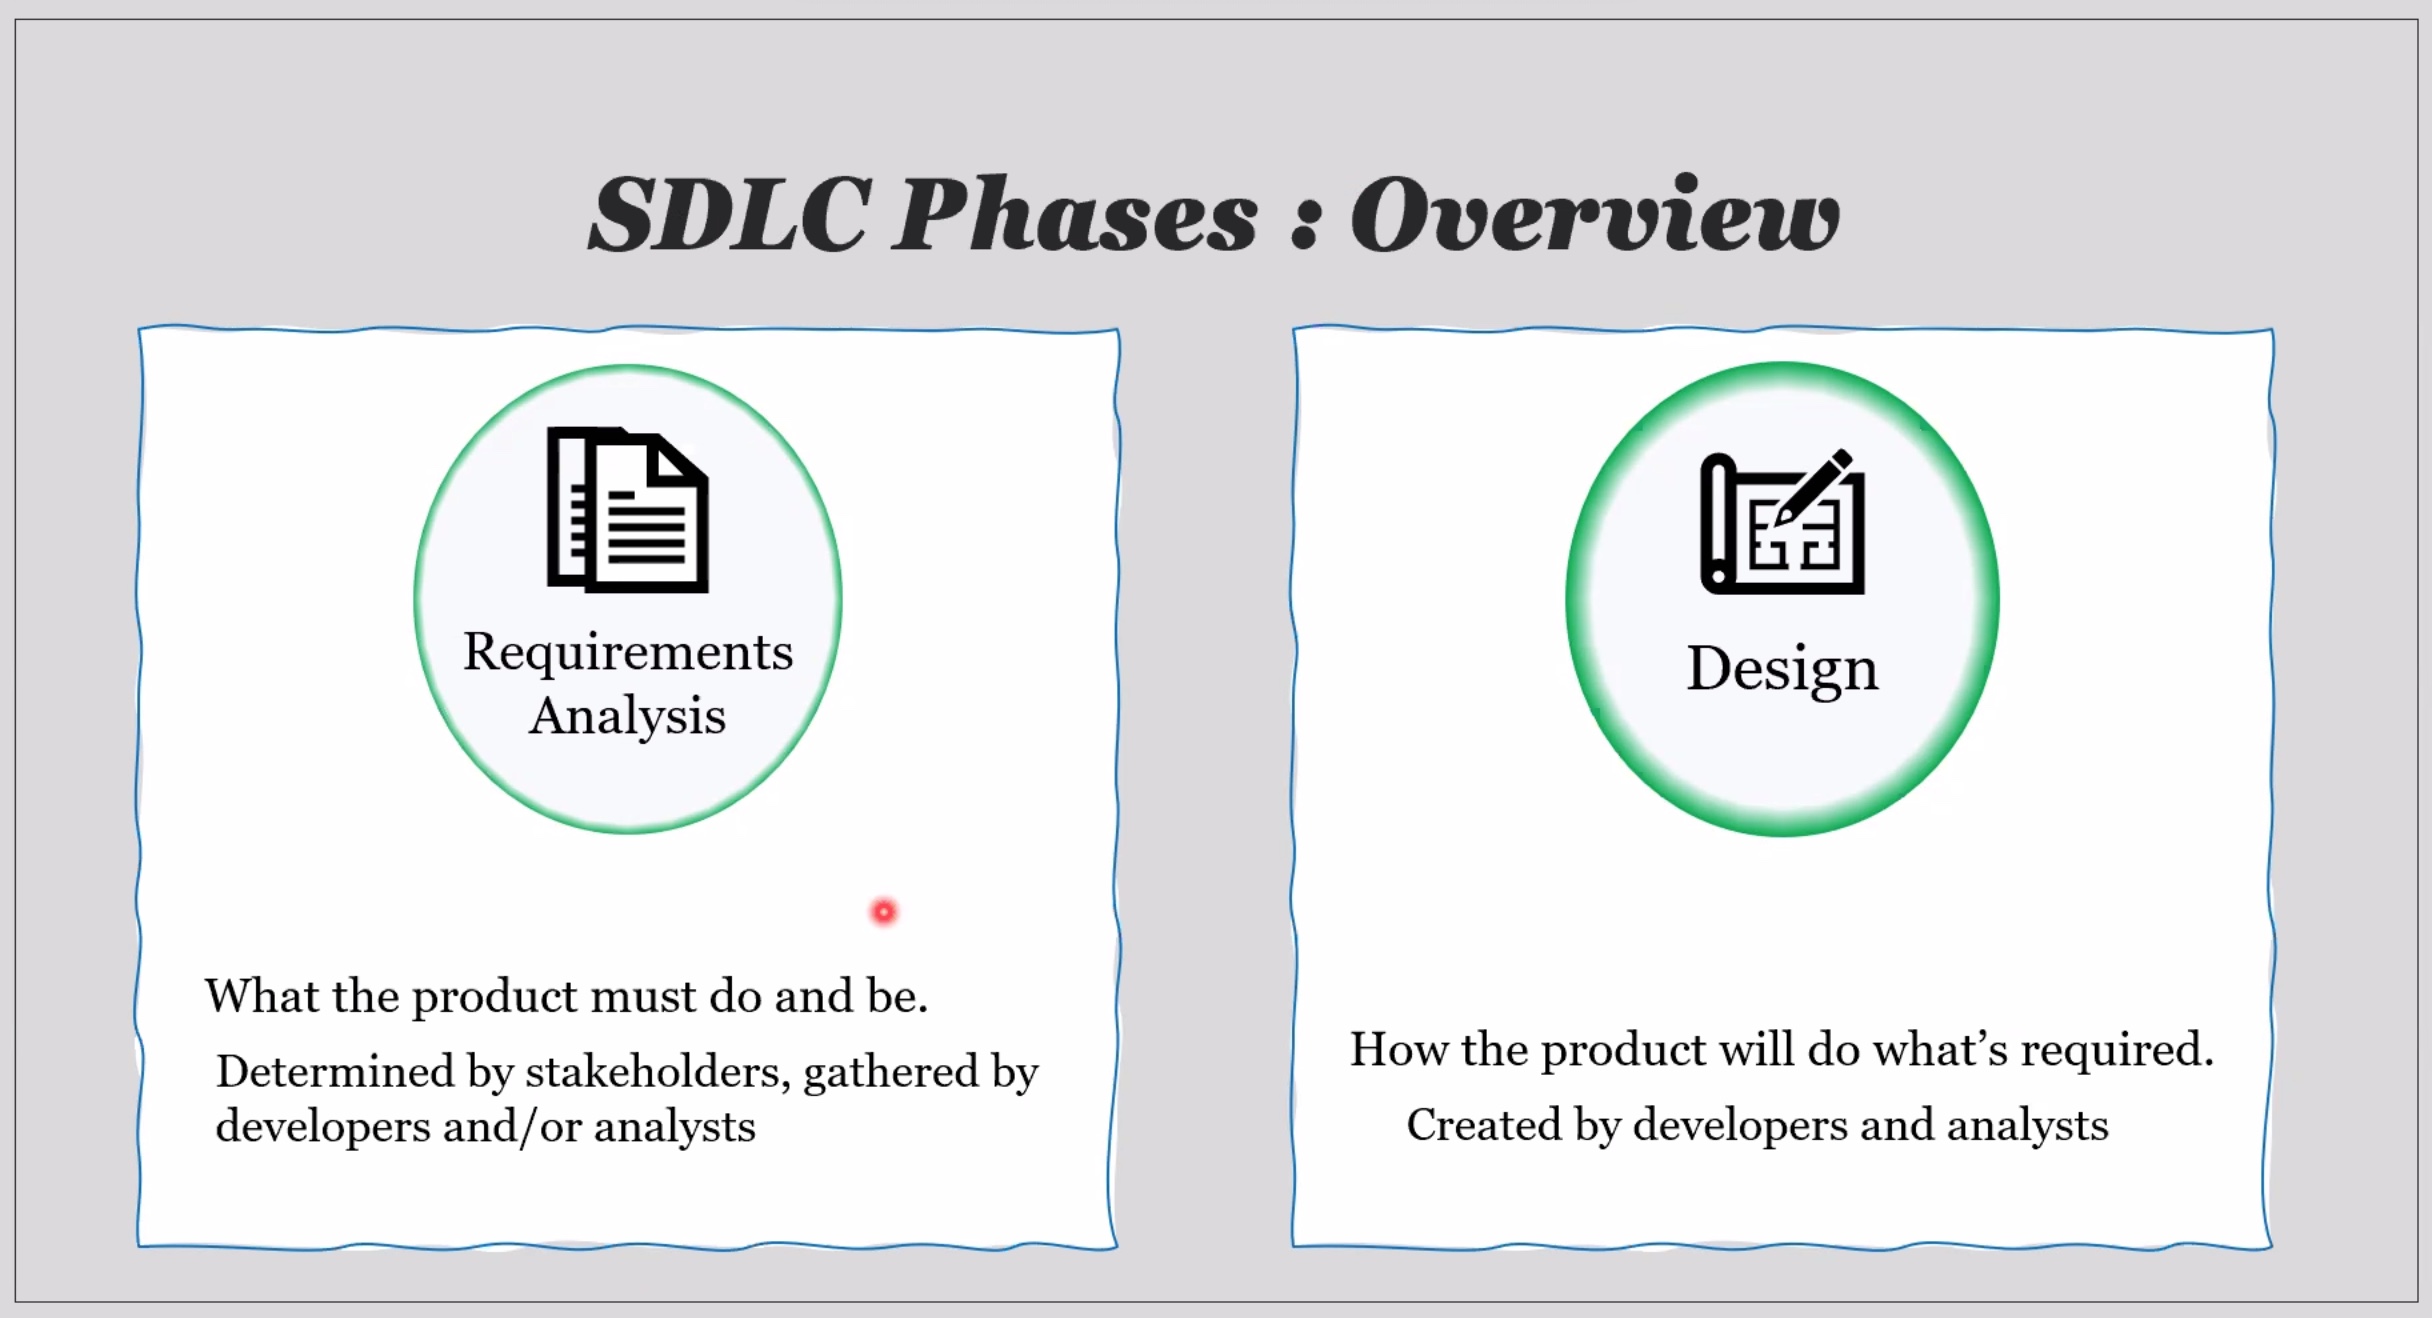 SDLC Phases : Overview
Requirements
Analysis
What the product must do and be.
Determined by stakeholders, gathered by
developers and/or analysts
Design
How the product will do what’s required.
Created by developers and analysts